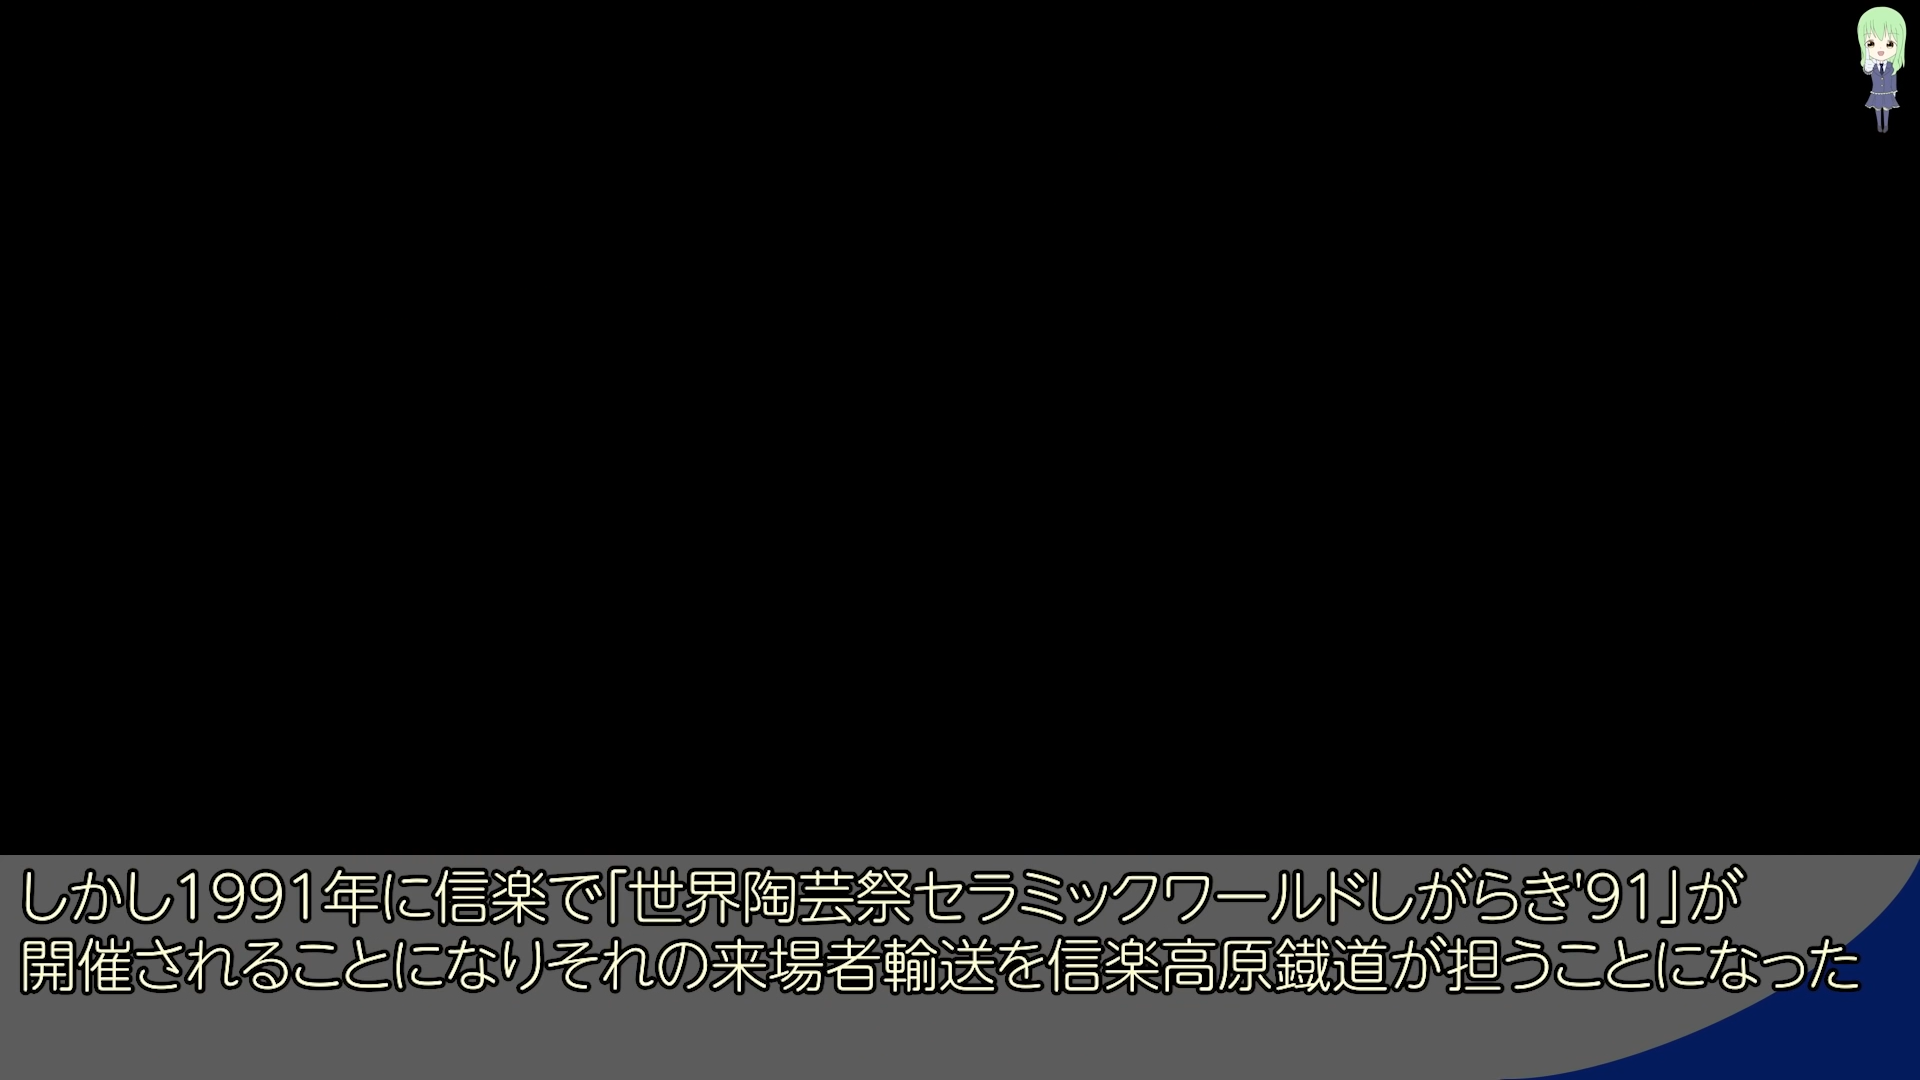 しかし1991年に信楽で｢世界陶芸祭セラミックワールドしがらき'91｣が
開催されることになりそれの来場者輸送を信楽高原鐵道が担うことになった